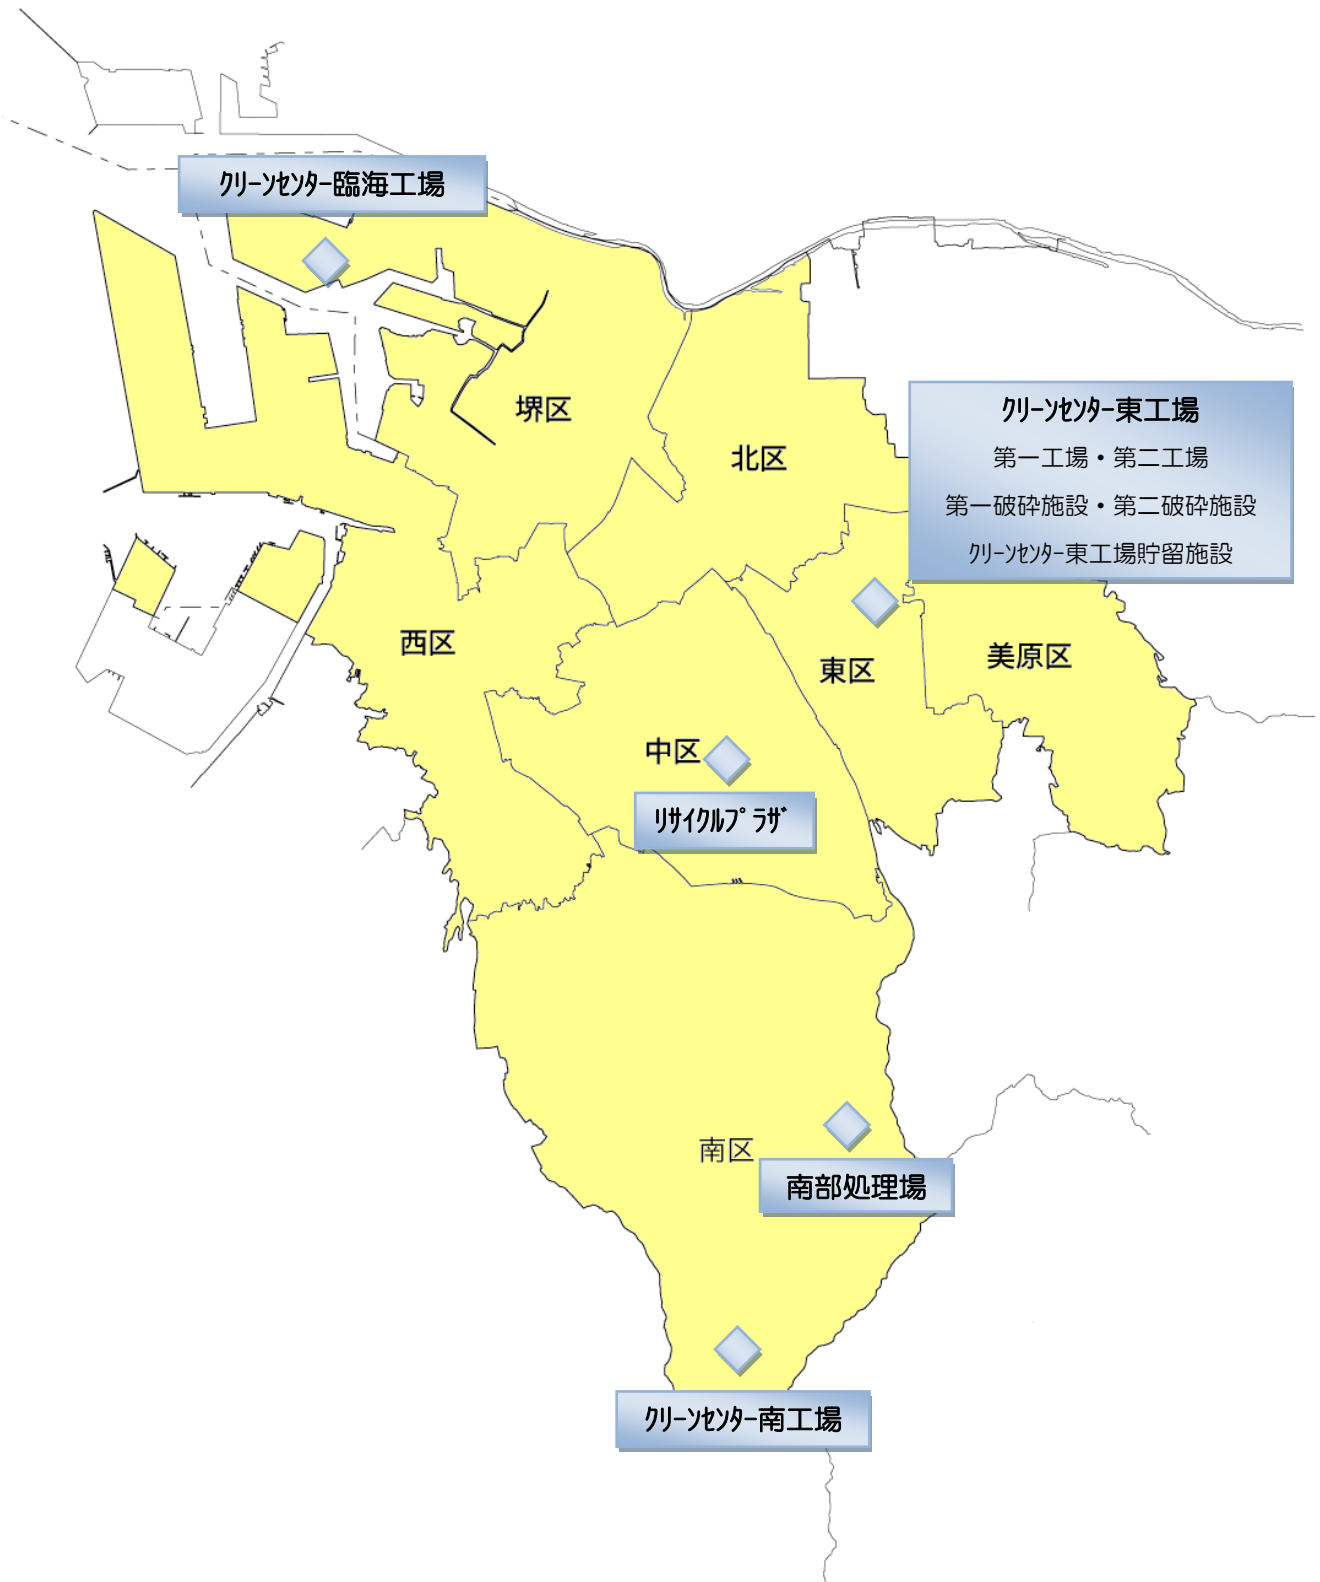 ｸﾘｰﾝｾﾝﾀｰ臨海工場
堺区
ｸﾘｰﾝｾﾝﾀｰ東工場
第一工場・第二工場
第一破砕施設・第二破砕施設
ｸﾘｰﾝｾﾝﾀｰ東工場貯留施設
北区
西区
東区
美原区
中区
ﾘｻｲｸﾙﾌﾟﾗｻﾞ
南区
南部処理場
ｸﾘｰﾝｾﾝﾀｰ南工場